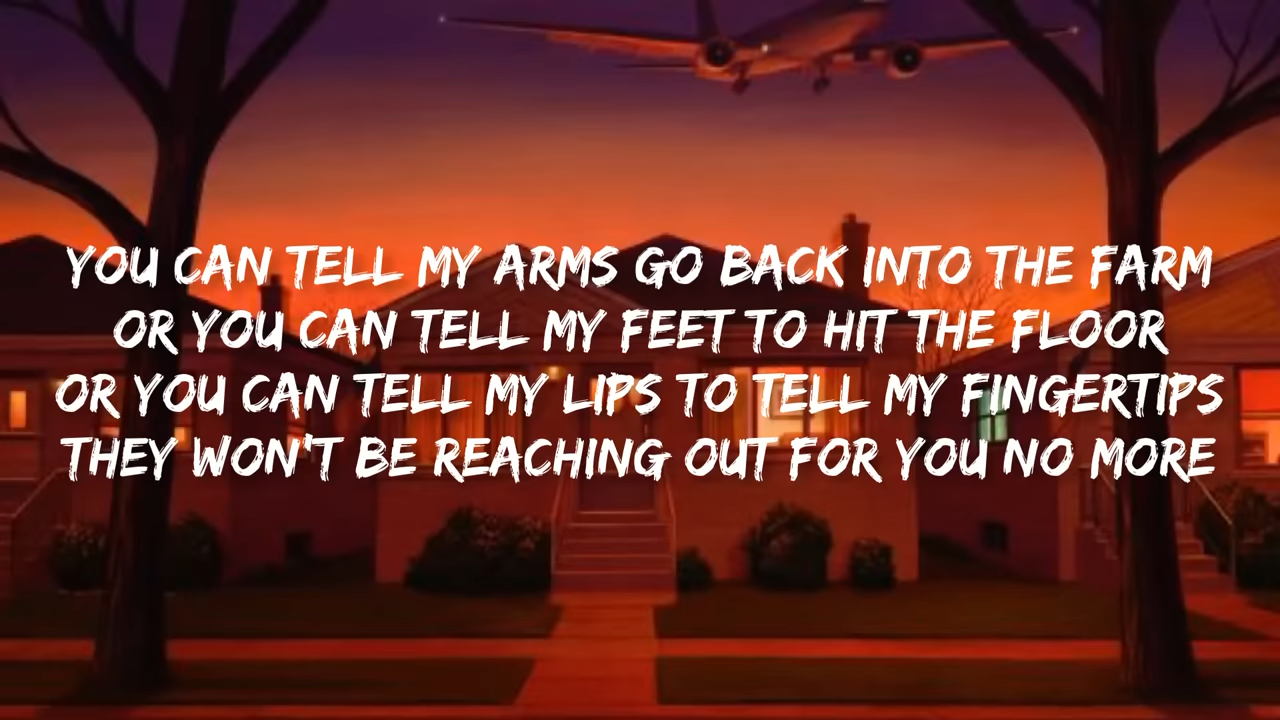 YOU CAN TELL MY ARMS GO BACK INTO THE FARM
OR YOU CAN TELL MY FEET TO HIT THE FLOOR
OR YOU CAN TELL MY LIPS TO TELL MY FINGERTIPS
THEY WON'T BE REACHING OUT FOR YOU NO MORE